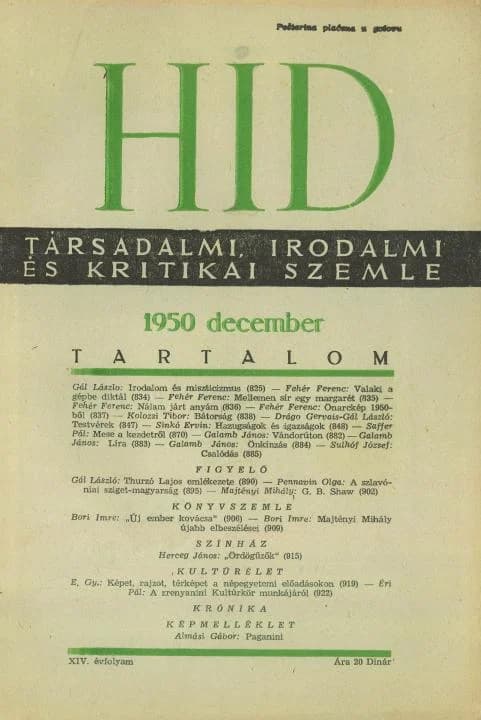 Poštarina plaćena u gotovu
HID
TÁRSADALMI, IRODALMI
ÉS KRITIKAI SZEMLE
1950 december
TARTALOM
Gál László: Irodalom és miszticizmus (825) — Fehér Ferenc: Valaki a
gépbe diktál (834) — Fehér Ferenc: Mellemen sír egy margarét (835) —
Fehér Ferenc: Nálam járt anyám (836) — Fehér Ferenc: Önarckép 1950-
ből (837) — Kolozsi Tibor: Bátorság (838) — Drágo Gervais-Gál László:
Testvérek (847) — Sinkó Ervin: Hazugságok és igazságok (848) — Saffer
Pál: Mese a kezdetről (870) — Galamb János: Vándorúton (882) — Galamb
János: Líra (883) — Galamb János: Önkínzás (884) — Sulhóf József:
Csalódás (885)
FIGYELŐ
Gál László: Thurzó Lajos emlékezete (890) — Pennavin Olga: A szlavó-
niai sziget-magyarság (895) — Majtényi Mihály: G. B. Shaw (902)
KÖNYVSZEMLE
Bori Imre: „Új ember kovácsa” (906) — Bori Imre: Majtényi Mihály
újabb elbeszélései (909)
SZÍNHÁZ
Herceg János: „Ördögűzők” (915)
KULTÚRÉLET
E. Gy.: Képet, rajzot, térképet a népegyetemi előadásokon (919) — Éri
Pál: A zrenyanini Kultúrkör munkájáról (922)
KRÓNIKA
KÉPMELLÉKLET
Almási Gábor: Paganini
XIV. évfolyam Ára 20 Dinár